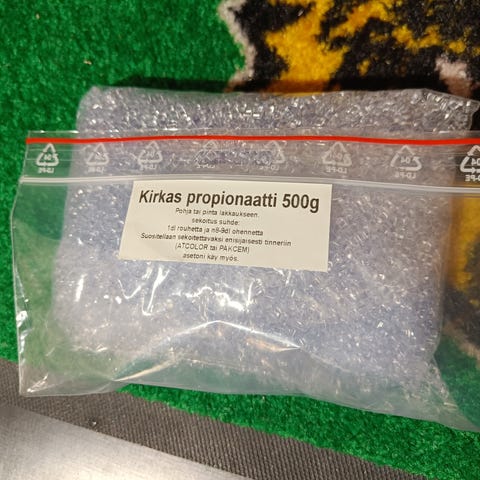 Kirkas propionaatti 500g
Pohja tai pinta lakkaukseen.
sekoitus suhde:
1dl rouhetta ja n8-9dl ohennetta
Suositellaan sekoitettavaksi enisijaisesti tinneriin
(ATCOLOR tai PAKCEM)
asetoni käy myös.